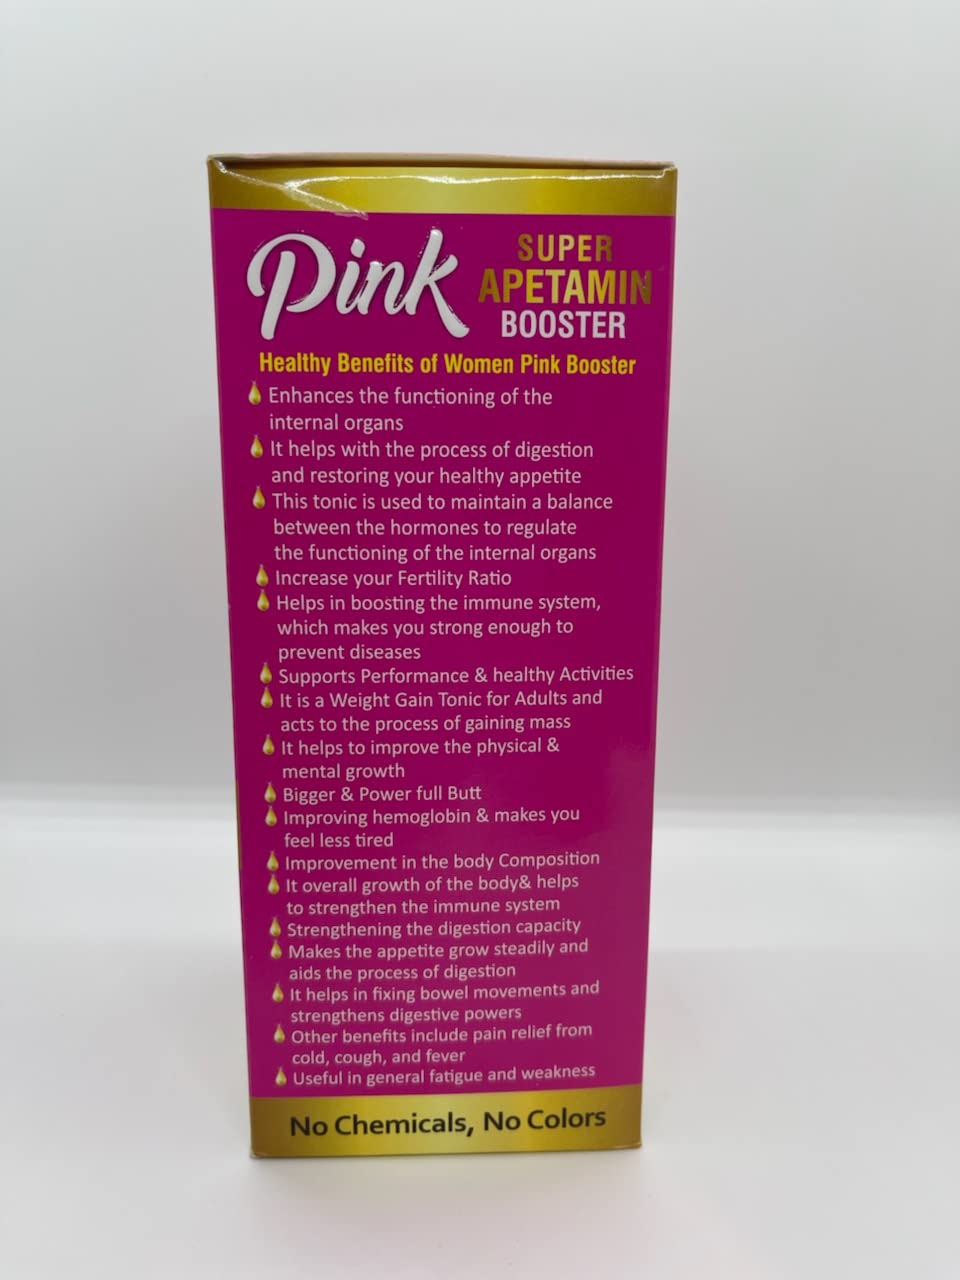 Pink
SUPER
APETAMIN
BOOSTER
Healthy Benefits of Women Pink Booster
Enhances the functioning of the
internal organs
It helps with the process of digestion
and restoring your healthy appetite
This tonic is used to maintain a balance
between the hormones to regulate
the functioning of the internal organs
Increase your Fertility Ratio
Helps in boosting the immune system,
which makes you strong enough to
prevent diseases
Supports Performance & healthy Activities
It is a Weight Gain Tonic for Adults and
acts to the process of gaining mass
It helps to improve the physical &
mental growth
Bigger & Power full Butt
Improving hemoglobin & makes you
feel less tired
Improvement in the body Composition
It overall growth of the body& helps
to strengthen the immune system
Strengthening the digestion capacity
Makes the appetite grow steadily and
aids the process of digestion
It helps in fixing bowel movements and
strengthens digestive powers
Other benefits include pain relief from
cold, cough, and fever
Useful in general fatigue and weakness
No Chemicals, No Colors